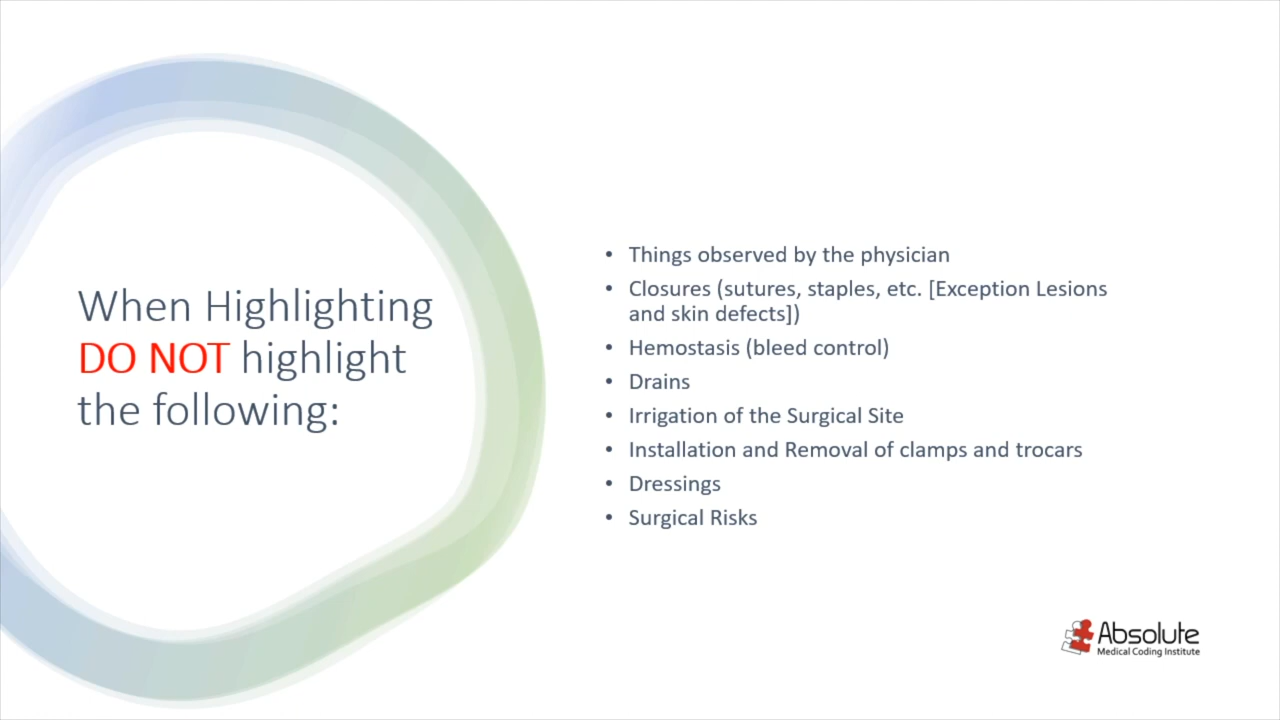 When Highlighting
DO NOT highlight
the following:
• Things observed by the physician
• Closures (sutures, staples, etc. [Exception Lesions
and skin defects])
• Hemostasis (bleed control)
• Drains
• Irrigation of the Surgical Site
• Installation and Removal of clamps and trocars
• Dressings
• Surgical Risks
Absolute
Medical Coding Institute